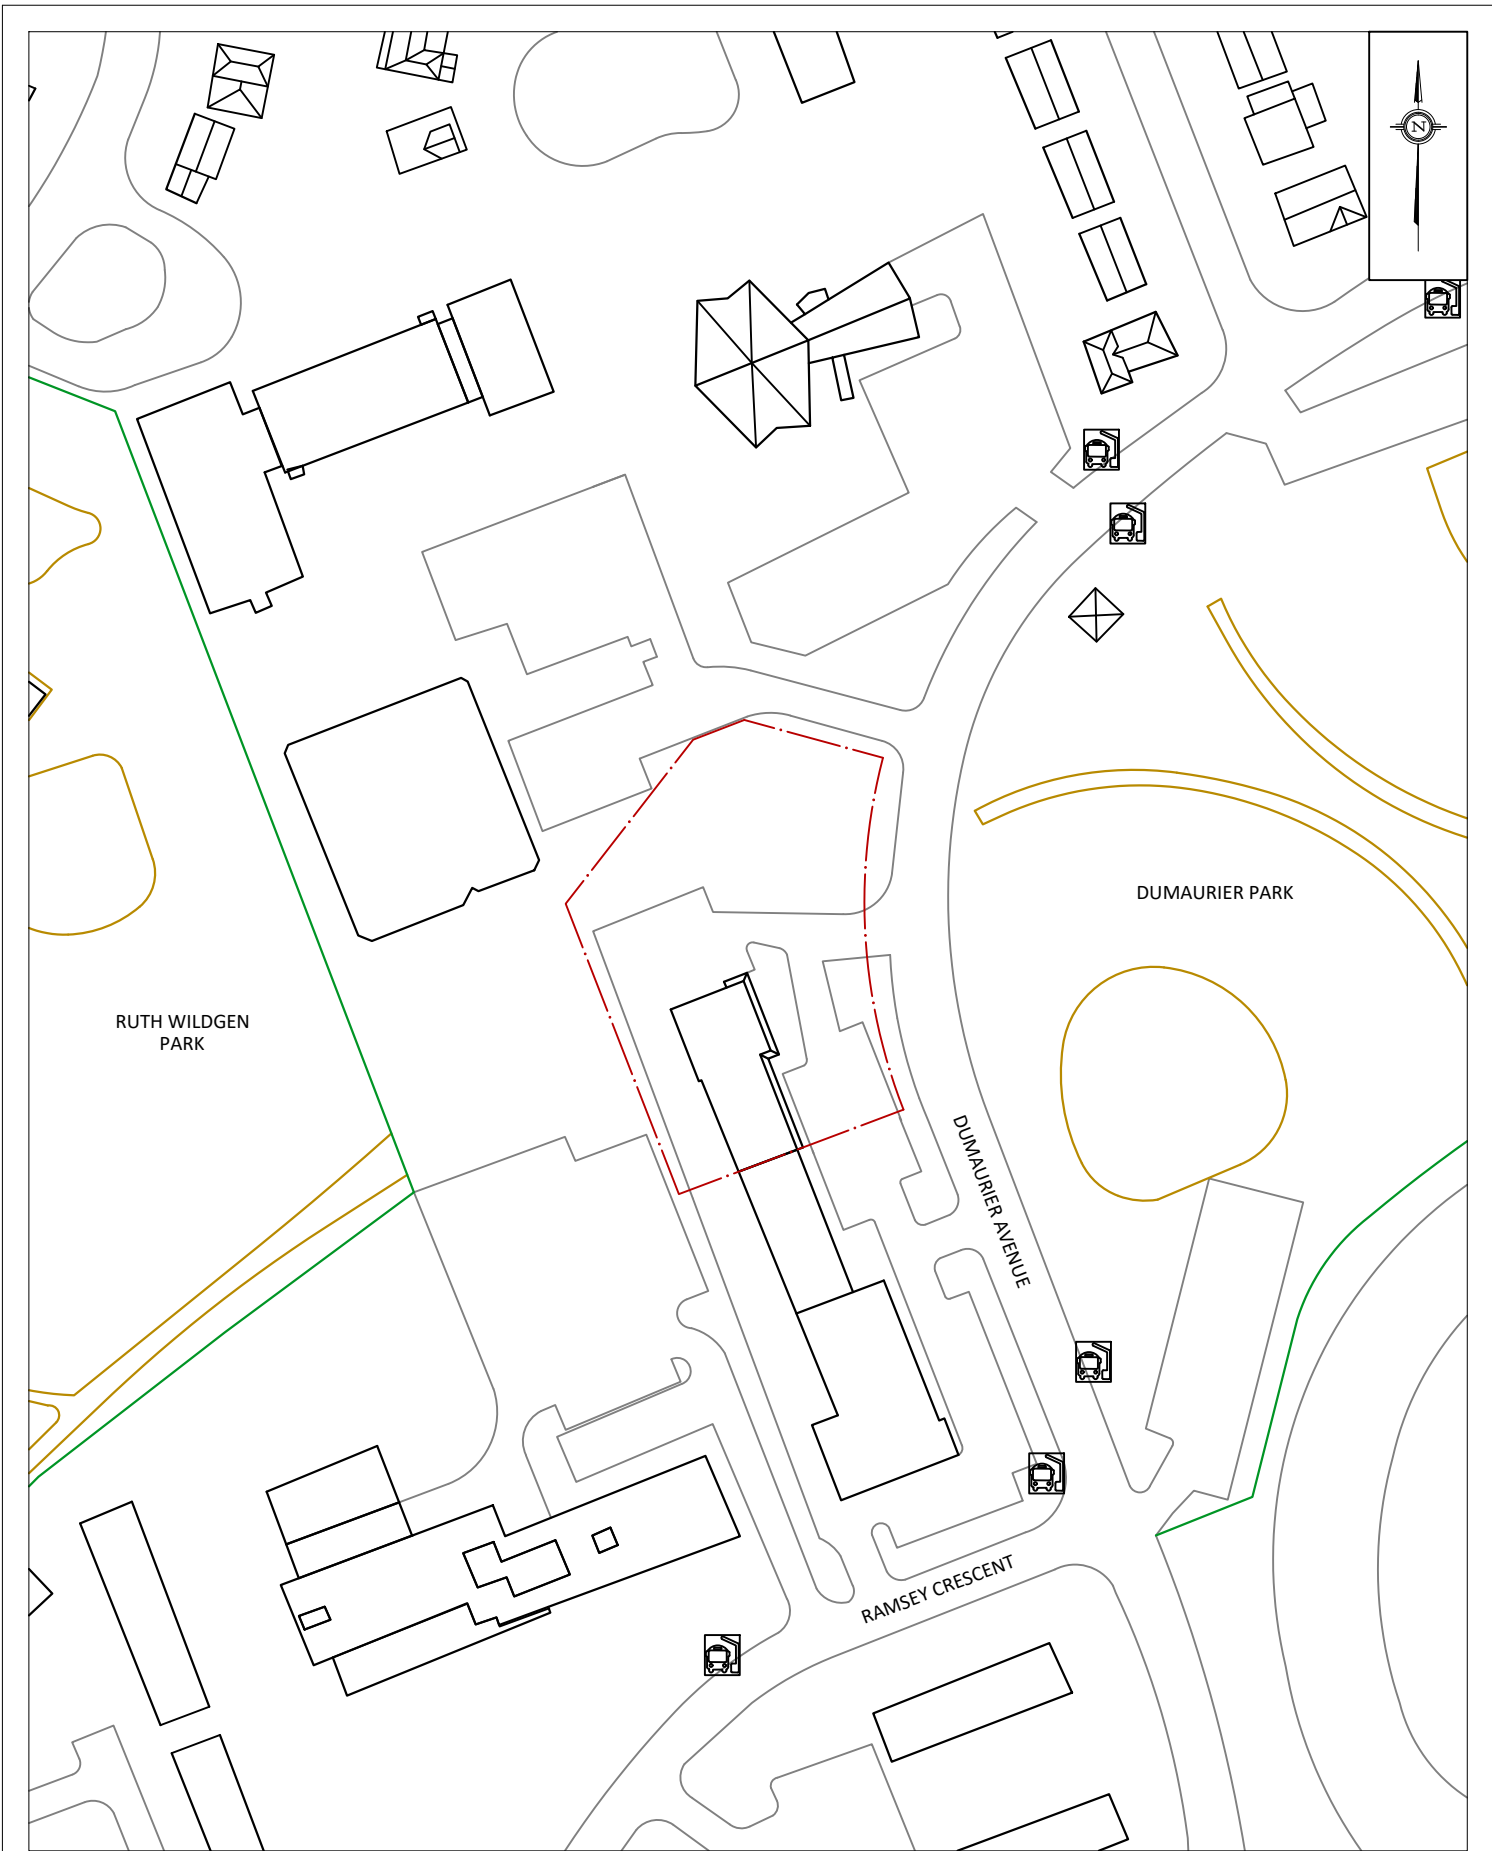 N
DUMAURIER PARK
RUTH WILDGEN
PARK
DUMAURIER AVENUE
RAMSEY CRESCENT